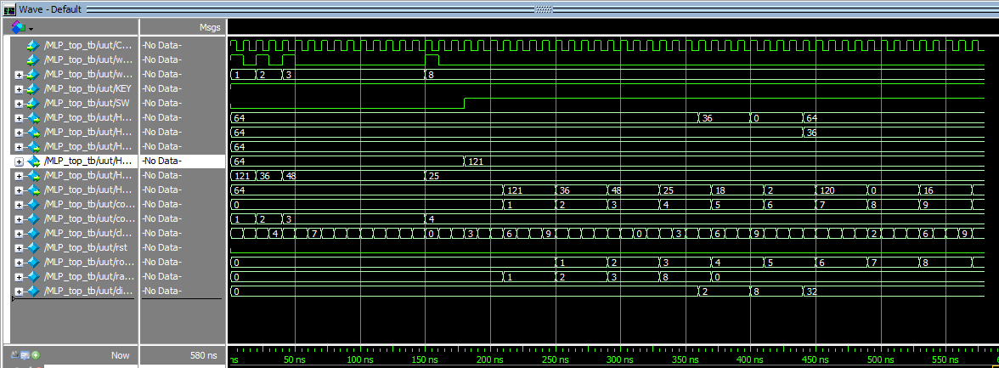 Wave - Default
Msgs
/MLP_top_tb/uut/C... -No Data-
/MLP_top_tb/uut/w... -No Data-
/MLP_top_tb/uut/w... -No Data- 1 2 3 8
/MLP_top_tb/uut/KEY -No Data-
/MLP_top_tb/uut/SW -No Data-
/MLP_top_tb/uut/H... -No Data- 64 36 0 64
/MLP_top_tb/uut/H... -No Data- 64 36
/MLP_top_tb/uut/H... -No Data- 64
/MLP_top_tb/uut/H... -No Data- 64 121
/MLP_top_tb/uut/H... -No Data- 121 36 48 25
/MLP_top_tb/uut/H... -No Data- 64 121 36 48 25 18 2 120 0 16
/MLP_top_tb/uut/co... -No Data- 0 1 2 3 4 5 6 7 8 9
/MLP_top_tb/uut/co... -No Data- 1 2 3 4
/MLP_top_tb/uut/cl... -No Data- 4 7 0 3 6 9 0 3 6 9 2 6 9
/MLP_top_tb/uut/rst -No Data-
/MLP_top_tb/uut/ro... -No Data- 0 1 2 3 4 5 6 7 8
/MLP_top_tb/uut/ra... -No Data- 0 1 2 3 8 0
/MLP_top_tb/uut/di... -No Data- 0 2 8 32
Now 580 ns
ns 50 ns 100 ns 150 ns 200 ns 250 ns 300 ns 350 ns 400 ns 450 ns 500 ns 550 ns